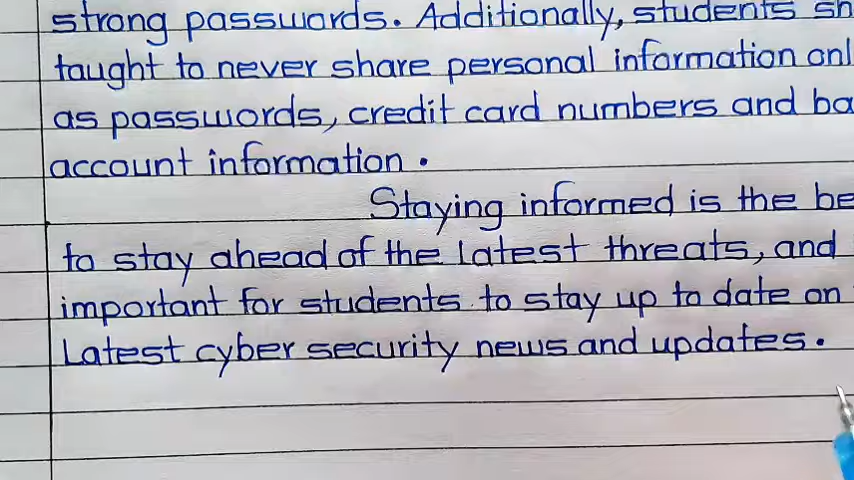 strong passwords. Additionally, students sh
taught to never share personal information onl
as passwords, credit card numbers and ba
account information.
Staying informed is the be
to stay ahead of the latest threats, and
important for students to stay up to date on
Latest cyber security news and updates.